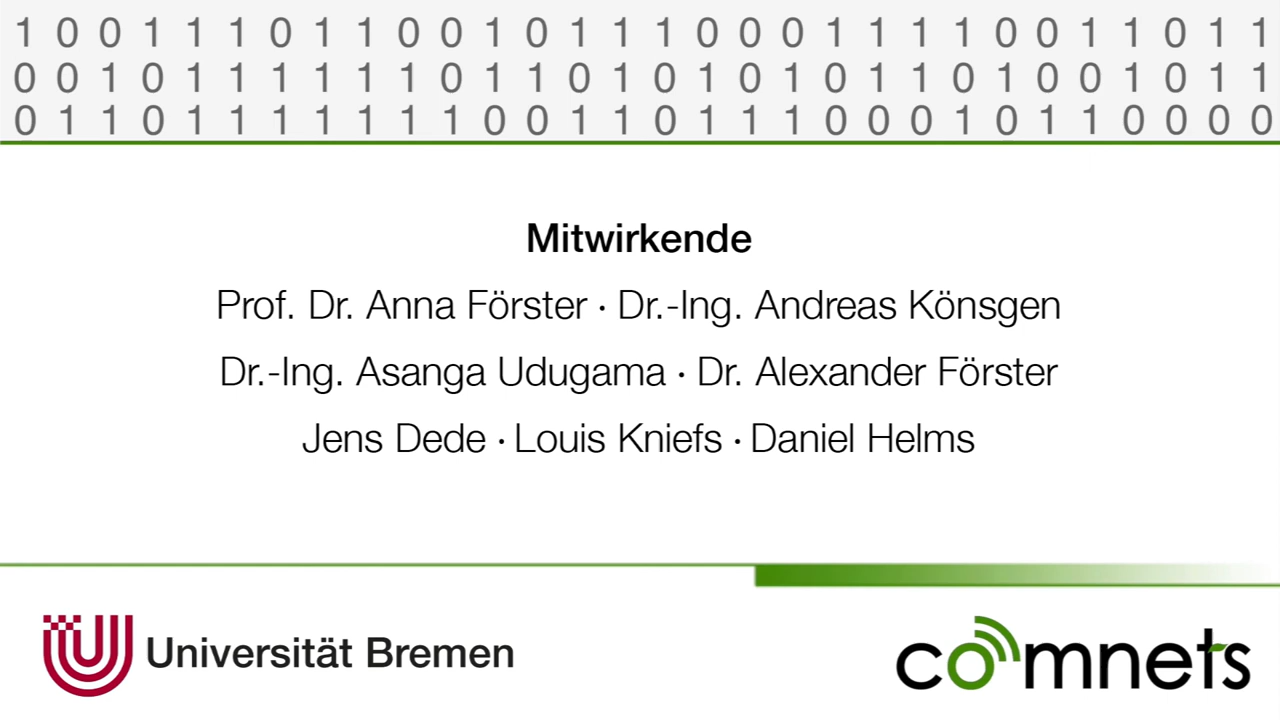 1 0 0 1 1 1 0 1 1 0 0 1 0 1 1 1 0 0 0 1 1 1 1 0 0 1 1 0 1 1
0 0 1 0 1 1 1 1 1 1 0 1 1 0 1 0 1 0 1 0 1 1 0 1 0 0 1 0 1 1
0 1 1 0 1 1 1 1 1 1 1 0 0 1 1 0 1 1 1 0 0 0 1 0 1 1 0 0 0 0
Mitwirkende
Prof. Dr. Anna Förster · Dr.-Ing. Andreas Könsgen
Dr.-Ing. Asanga Udugama · Dr. Alexander Förster
Jens Dede · Louis Kniefs · Daniel Helms
Universität Bremen
comnets